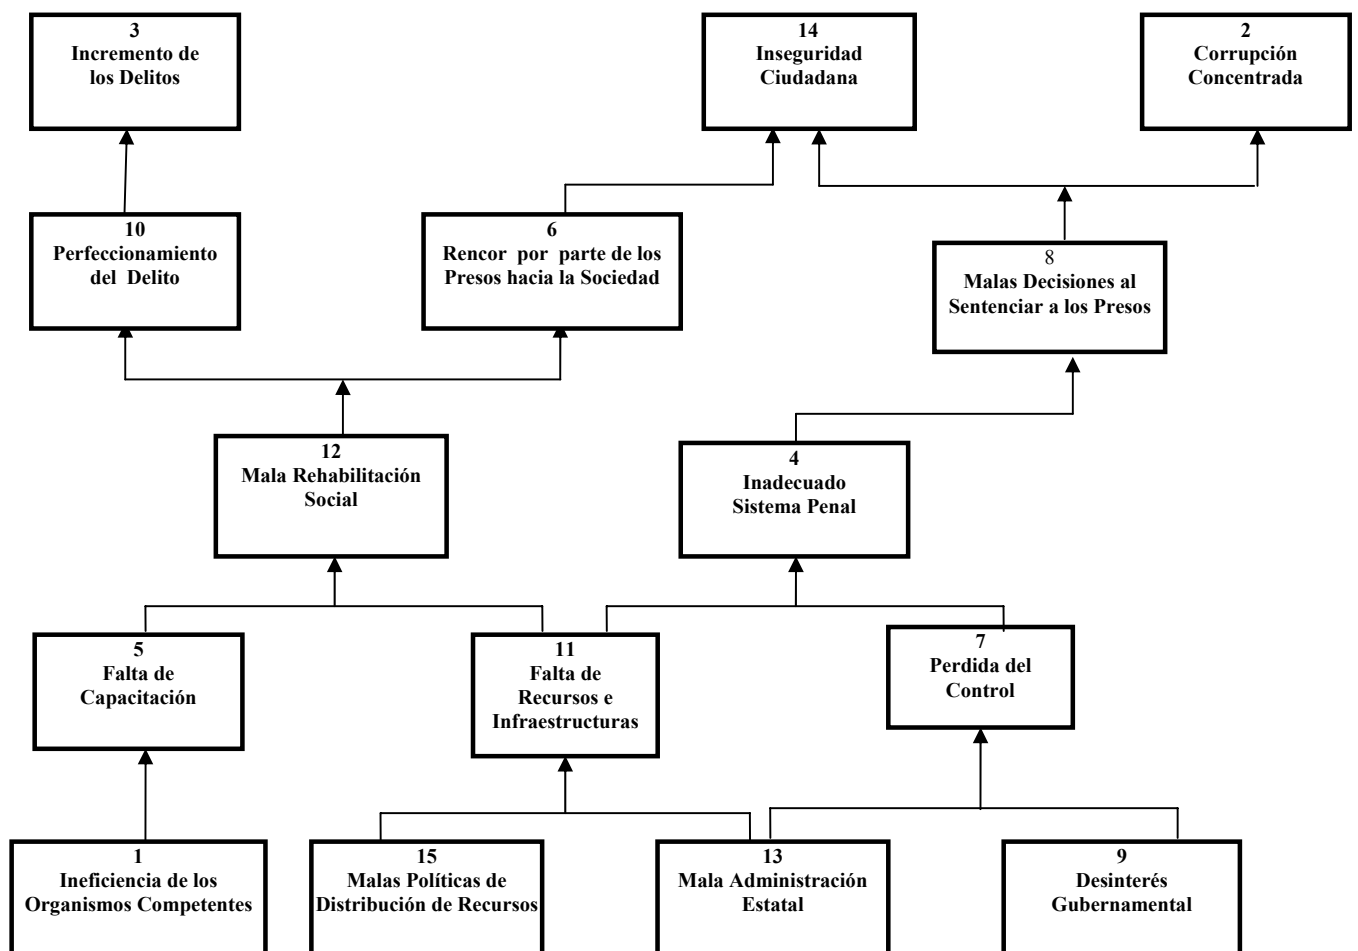 3
Incremento de
los Delitos
14
Inseguridad
Ciudadana
2
Corrupción
Concentrada
10
Perfeccionamiento
del Delito
6
Rencor por parte de los
Presos hacia la Sociedad
8
Malas Decisiones al
Sentenciar a los Presos
12
Mala Rehabilitación
Social
4
Inadecuado
Sistema Penal
5
Falta de
Capacitación
11
Falta de
Recursos e
Infraestructuras
7
Perdida del
Control
1
Ineficiencia de los
Organismos Competentes
15
Malas Políticas de
Distribución de Recursos
13
Mala Administración
Estatal
9
Desinterés
Gubernamental